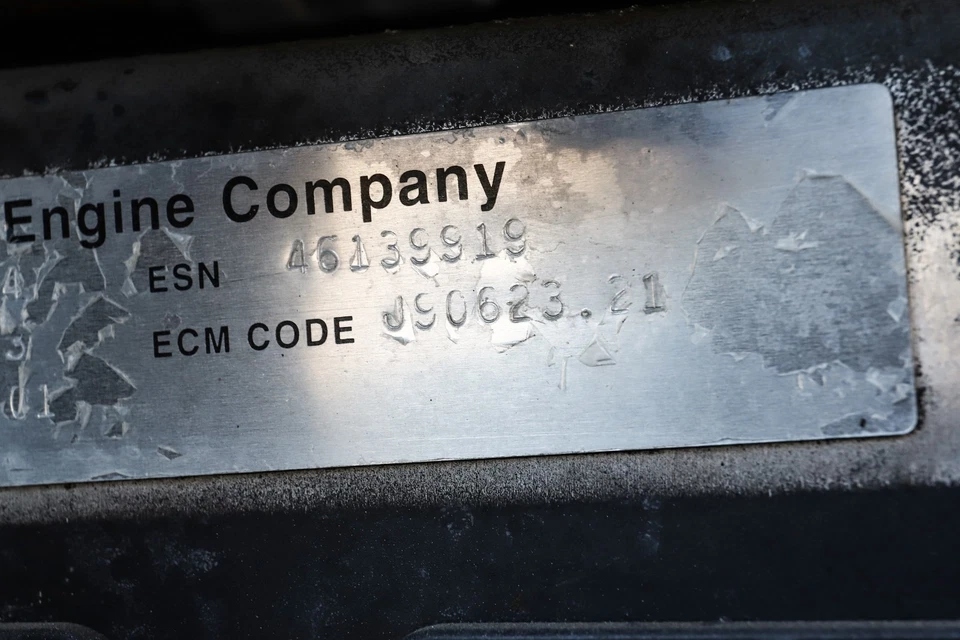 Engine Company
ESN 46139919
ECM CODE J90623.21